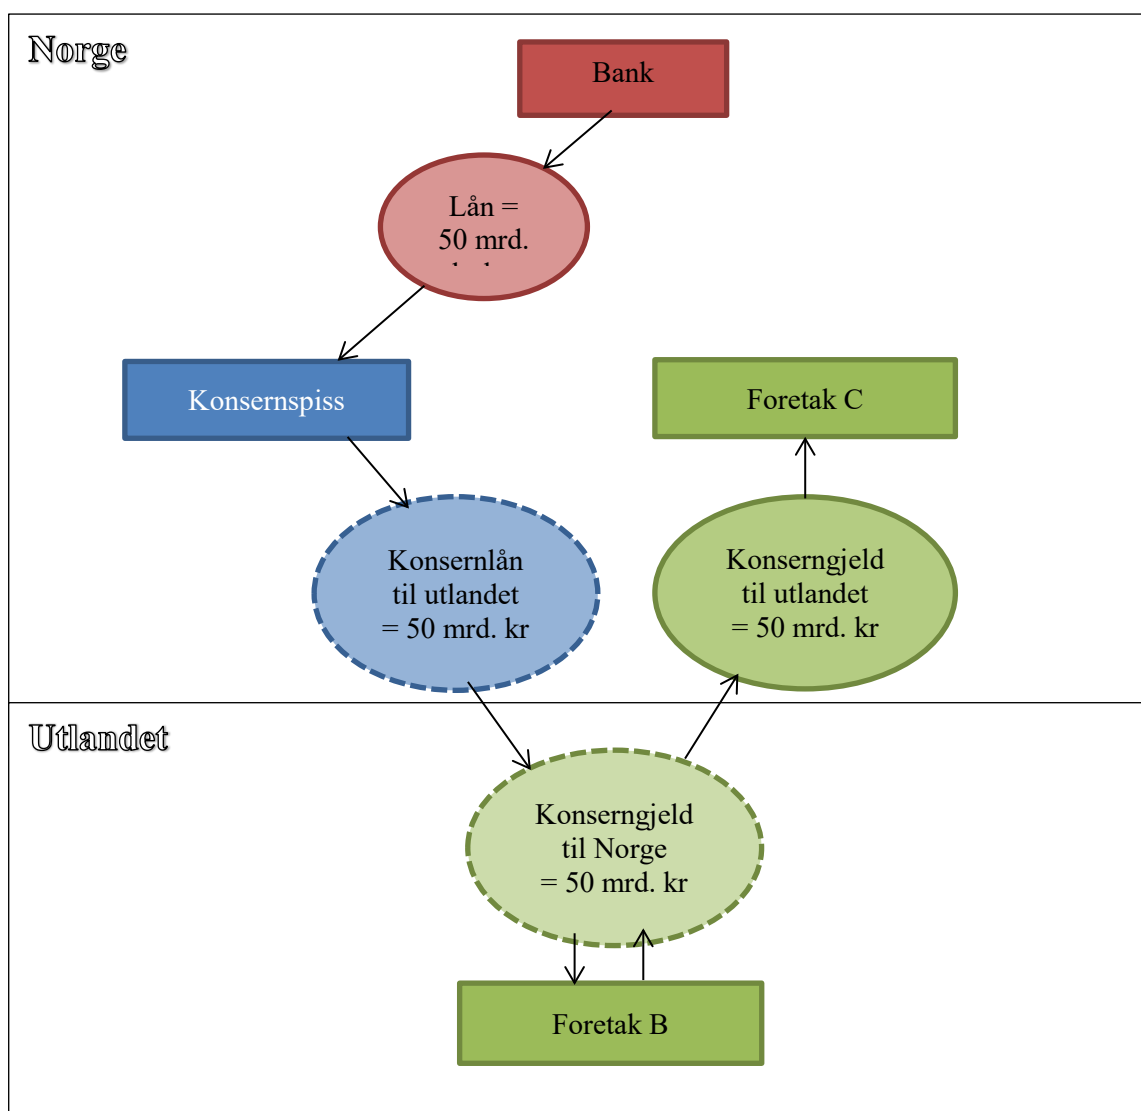 Norge
Bank
Lån =
50 mrd.
Konsernspiss
Foretak C
Konsernlån
til utlandet
= 50 mrd. kr
Konserngjeld
til utlandet
= 50 mrd. kr
Utlandet
Konserngjeld
til Norge
= 50 mrd. kr
Foretak B